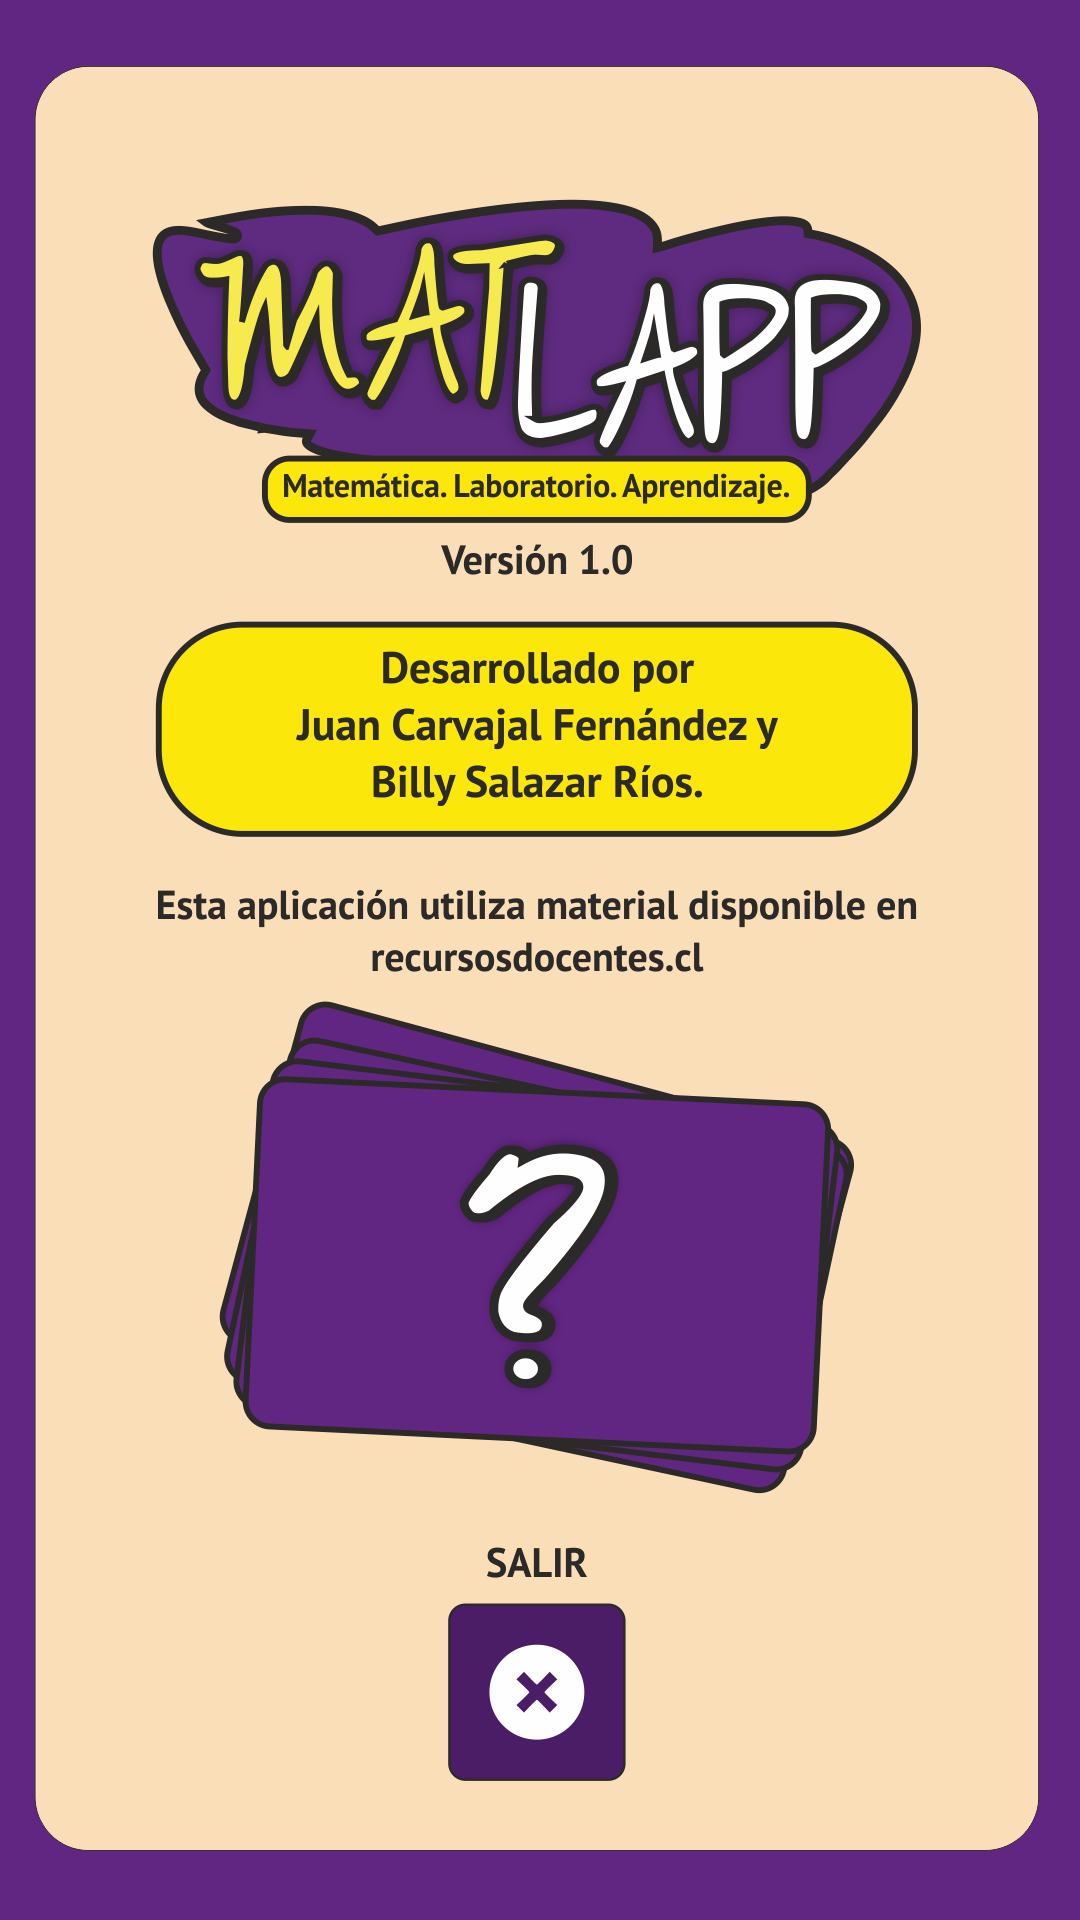 MATLAPP
Matemática. Laboratorio. Aprendizaje.
Versión 1.0
Desarrollado por
Juan Carvajal Fernández y
Billy Salazar Ríos.
Esta aplicación utiliza material disponible en
recursosdocentes.cl
?
SALIR